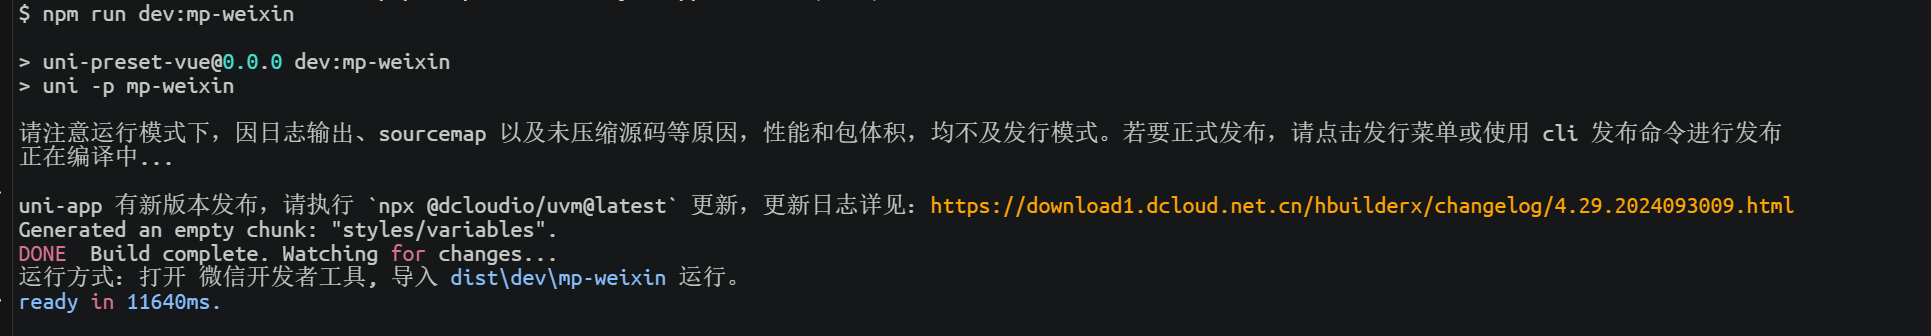 $ npm run dev:mp-weixin
> uni-preset-vue@0.0.0 dev:mp-weixin
> uni -p mp-weixin
请注意运行模式下，因日志输出、sourcemap 以及未压缩源码等原因，性能和包体积，均不及发行模式。若要正式发布，请点击发行菜单或使用 cli 发布命令进行发布
正在编译中...
uni-app 有新版本发布，请执行 `npx @dcloudio/uvm@latest` 更新，更新日志详见：https://download1.dcloud.net.cn/hbuilderx/changelog/4.29.2024093009.html
Generated an empty chunk: "styles/variables".
DONE  Build complete. Watching for changes...
运行方式：打开 微信开发者工具, 导入 dist\dev\mp-weixin 运行。
ready in 11640ms.